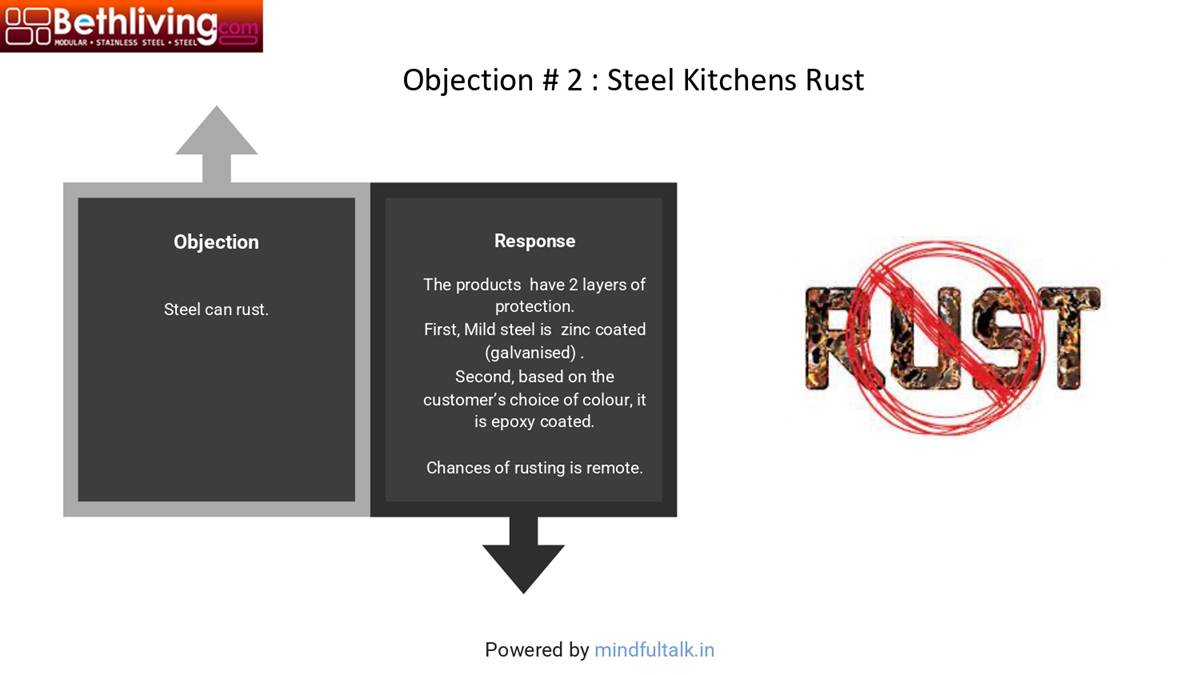 Bethliving.com
MODULAR • STAINLESS STEEL • STEEL
Objection # 2 : Steel Kitchens Rust
Objection
Steel can rust.
Response
The products  have 2 layers of
protection.
First, Mild steel is  zinc coated
(galvanised) .
Second, based on the
customer’s choice of colour, it
is epoxy coated.
Chances of rusting is remote.
RUST
Powered by mindfultalk.in